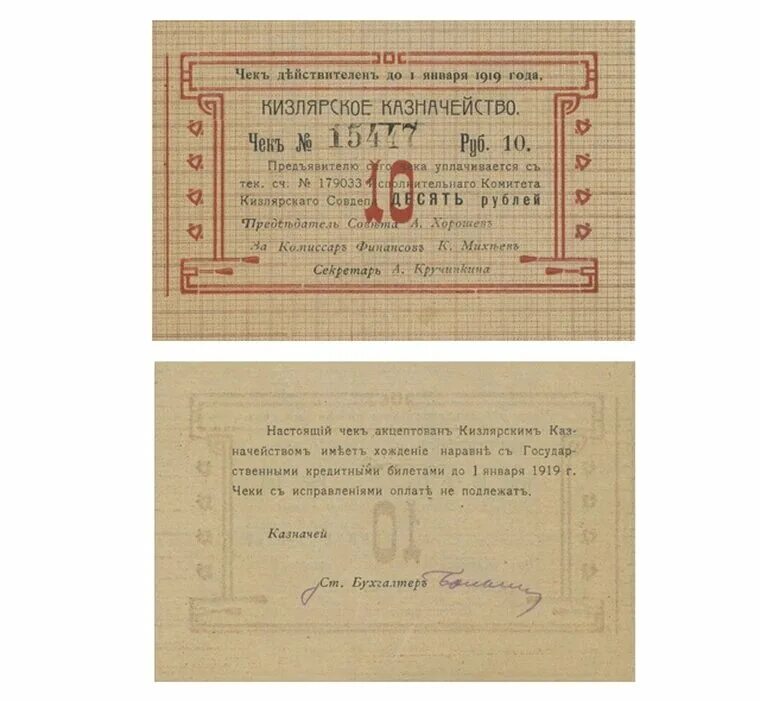 Чекъ дѣйствителенъ до 1 января 1919 года.
КИЗЛЯРСКОЕ КАЗНАЧЕЙСТВО.
Чекъ № 15447 Руб. 10.
Предъявителю сего чека уплачивается съ
тек. сч. № 179033 Исполнительнаго Комитета
Кизлярскаго Совдепа ДЕСЯТЬ рублей
10
Предсѣдатель Совѣта А. Хорошевъ
За Комиссаръ Финансовъ К. Михѣевъ
Секретарь А. Кручинкина
Настоящій чекъ акцептованъ Кизлярскимъ Каз-
начействомъ имѣетъ хожденіе наравнѣ съ Государ-
ственными кредитными билетами до 1 января 1919 г.
Чеки съ исправленіями оплатѣ не подлежатъ.
Казначей
Ст. Бухгалтеръ